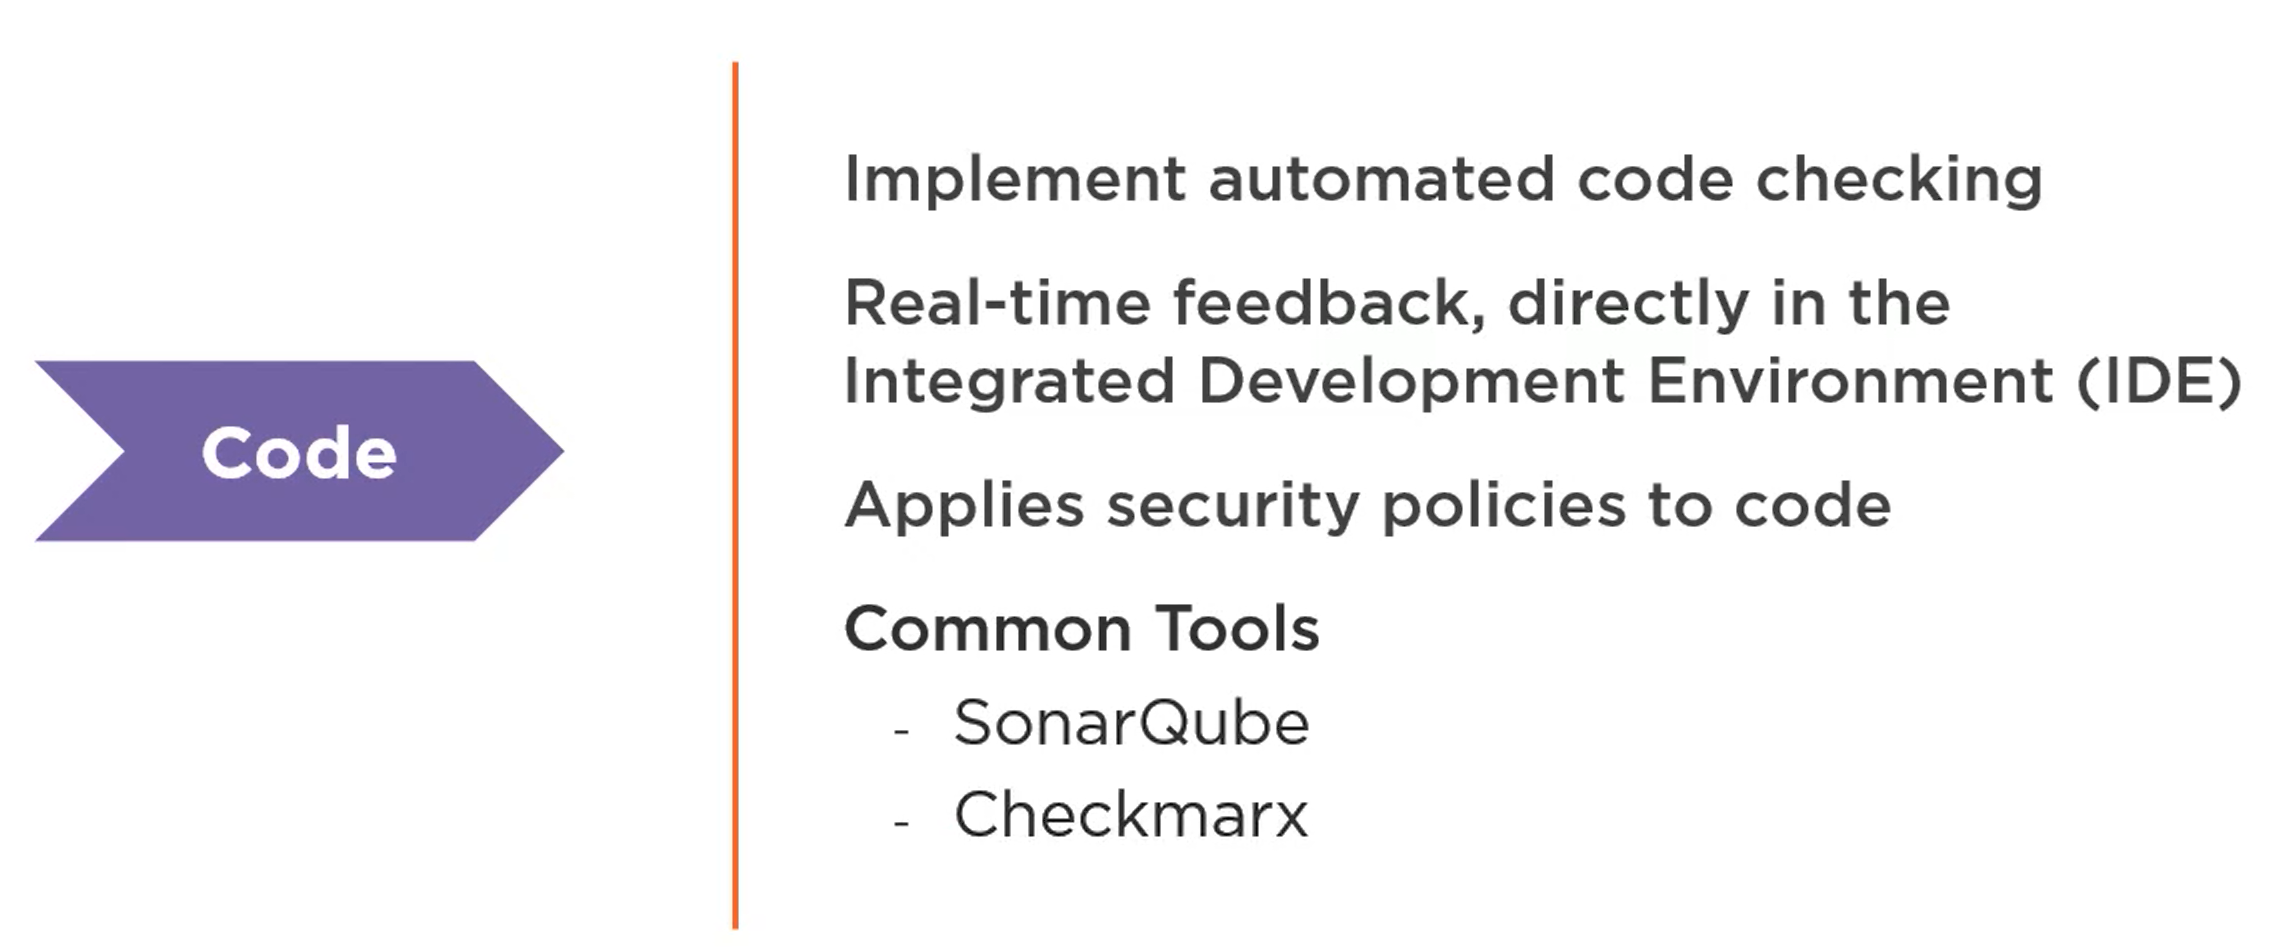 Code
Implement automated code checking
Real-time feedback, directly in the
Integrated Development Environment (IDE)
Applies security policies to code
Common Tools
- SonarQube
- Checkmarx